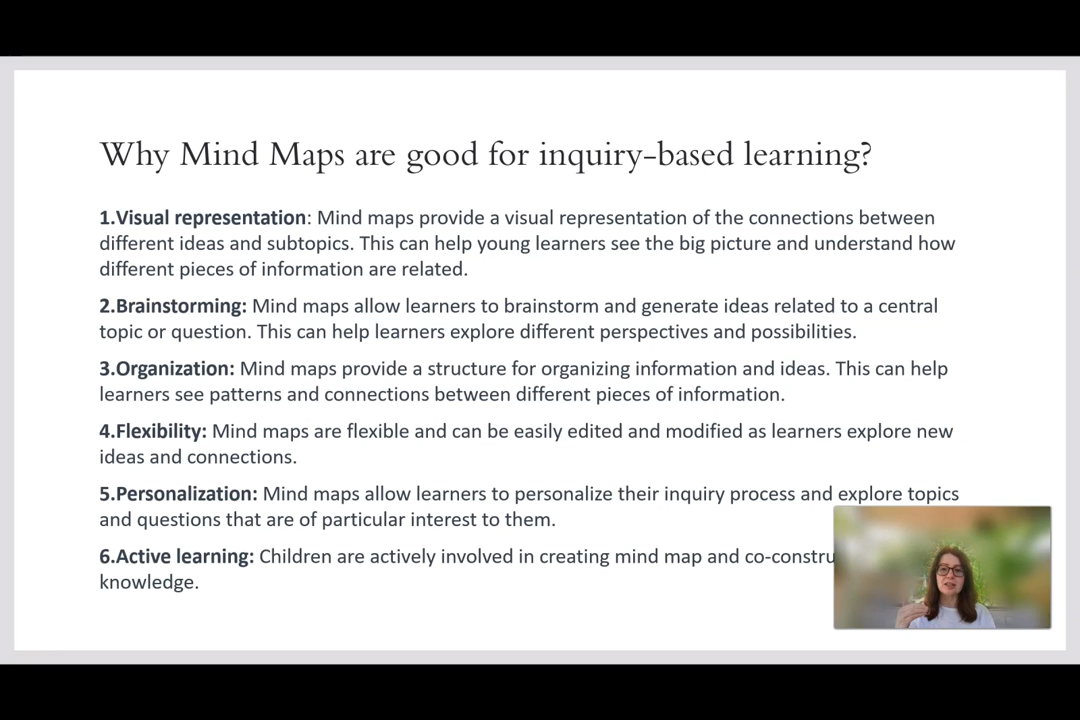 Why Mind Maps are good for inquiry-based learning?
1.Visual representation: Mind maps provide a visual representation of the connections between
different ideas and subtopics. This can help young learners see the big picture and understand how
different pieces of information are related.
2.Brainstorming: Mind maps allow learners to brainstorm and generate ideas related to a central
topic or question. This can help learners explore different perspectives and possibilities.
3.Organization: Mind maps provide a structure for organizing information and ideas. This can help
learners see patterns and connections between different pieces of information.
4.Flexibility: Mind maps are flexible and can be easily edited and modified as learners explore new
ideas and connections.
5.Personalization: Mind maps allow learners to personalize their inquiry process and explore topics
and questions that are of particular interest to them.
6.Active learning: Children are actively involved in creating mind map and
knowledge.